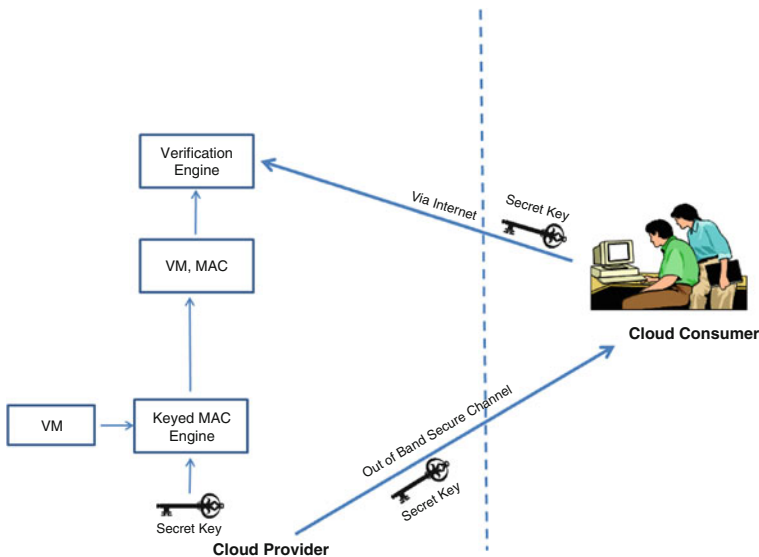 Verification
Engine
Via Internet
Secret Key
VM, MAC
Cloud Consumer
VM
Keyed MAC
Engine
Out of Band Secure Channel
Secret Key
Secret Key
Cloud Provider